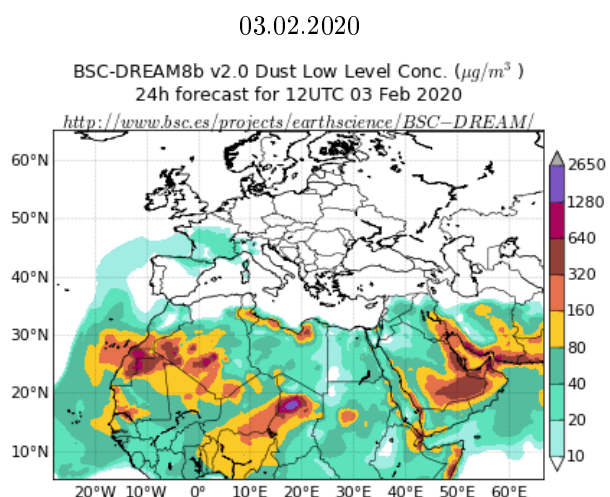 03.02.2020
BSC-DREAM8b v2.0 Dust Low Level Conc. (μg/m³ )
24h forecast for 12UTC 03 Feb 2020
http://www.bsc.es/projects/earthscience/BSC−DREAM/
60°N
50°N
40°N
30°N
20°N
10°N
20°W 10°W 0° 10°E 20°E 30°E 40°E 50°E 60°E
2650
1280
640
320
160
80
40
20
10